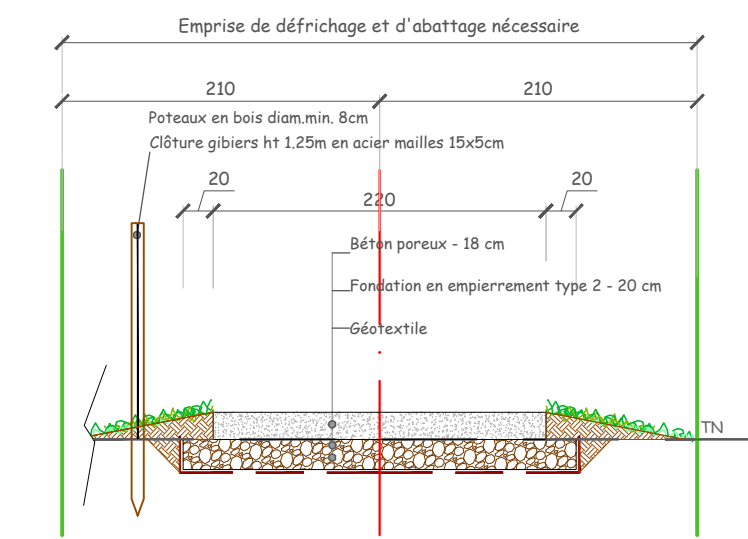 Emprise de défrichage et d'abattage nécessaire
210
210
Poteaux en bois diam.min. 8cm
Clôture gibiers ht 1,25m en acier mailles 15x5cm
20
220
20
Béton poreux - 18 cm
Fondation en empierrement type 2 - 20 cm
Géotextile
TN